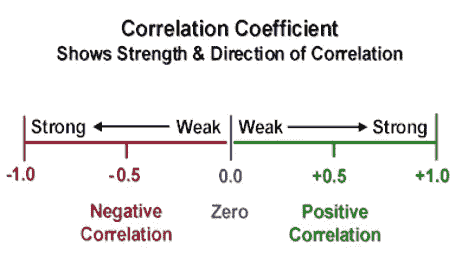 Correlation Coefficient
Shows Strength & Direction of Correlation
Strong Weak Weak Strong
-1.0 -0.5 0.0 +0.5 +1.0
Negative Zero Positive
Correlation Correlation